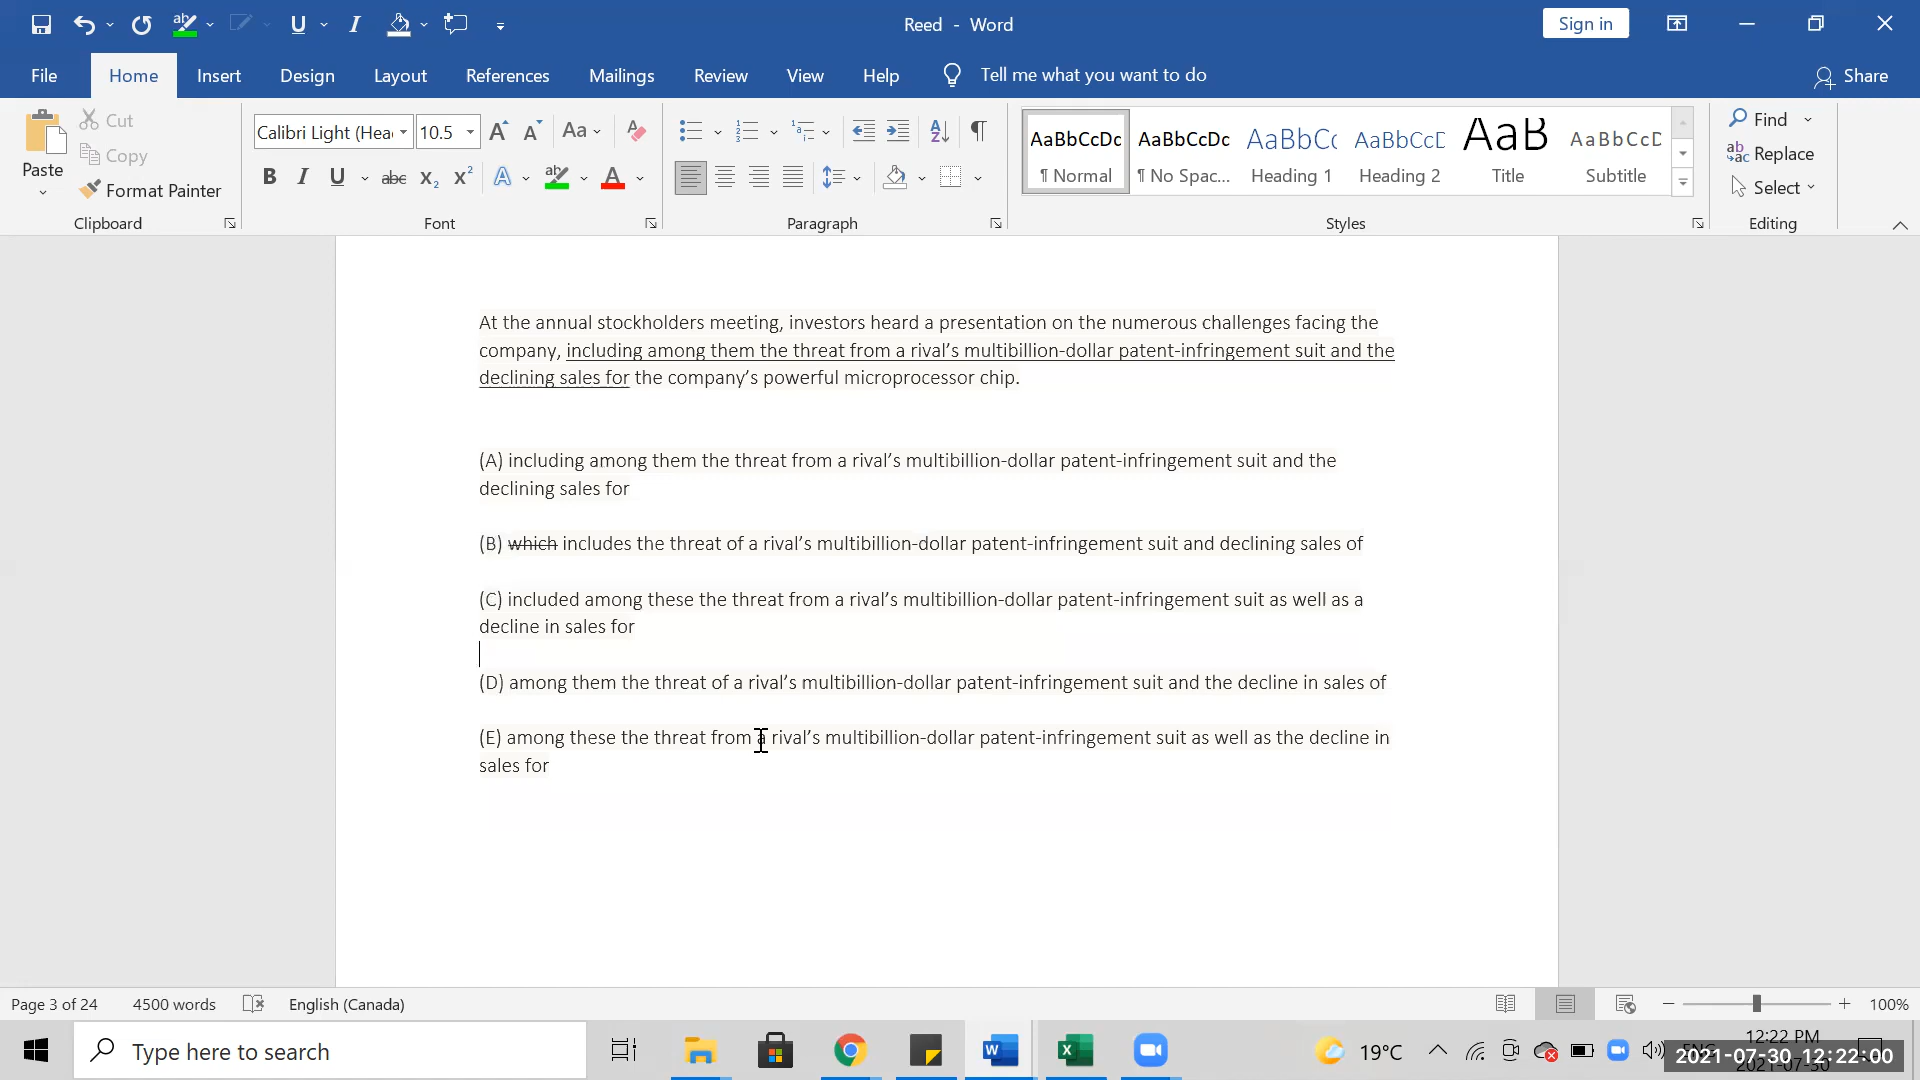 Reed - Word
Sign in
File Home Insert Design Layout References Mailings Review View Help Tell me what you want to do Share
Paste
Cut
Copy
Format Painter
Clipboard
Calibri Light (Hea 10.5
Font
Paragraph
AaBbCcDc AaBbCcDc AaBbCc AaBbCcD AaB AaBbCcD
¶ Normal ¶ No Spac... Heading 1 Heading 2 Title Subtitle
Styles
Find
Replace
Select
Editing
At the annual stockholders meeting, investors heard a presentation on the numerous challenges facing the
company, including among them the threat from a rival’s multibillion-dollar patent-infringement suit and the
declining sales for the company’s powerful microprocessor chip.
(A) including among them the threat from a rival’s multibillion-dollar patent-infringement suit and the
declining sales for
(B) which includes the threat of a rival’s multibillion-dollar patent-infringement suit and declining sales of
(C) included among these the threat from a rival’s multibillion-dollar patent-infringement suit as well as a
decline in sales for
(D) among them the threat of a rival’s multibillion-dollar patent-infringement suit and the decline in sales of
(E) among these the threat from a rival’s multibillion-dollar patent-infringement suit as well as the decline in
sales for
Page 3 of 24 4500 words English (Canada) 100%
Type here to search
19°C
12:22 PM
2021-07-30 12:22:00